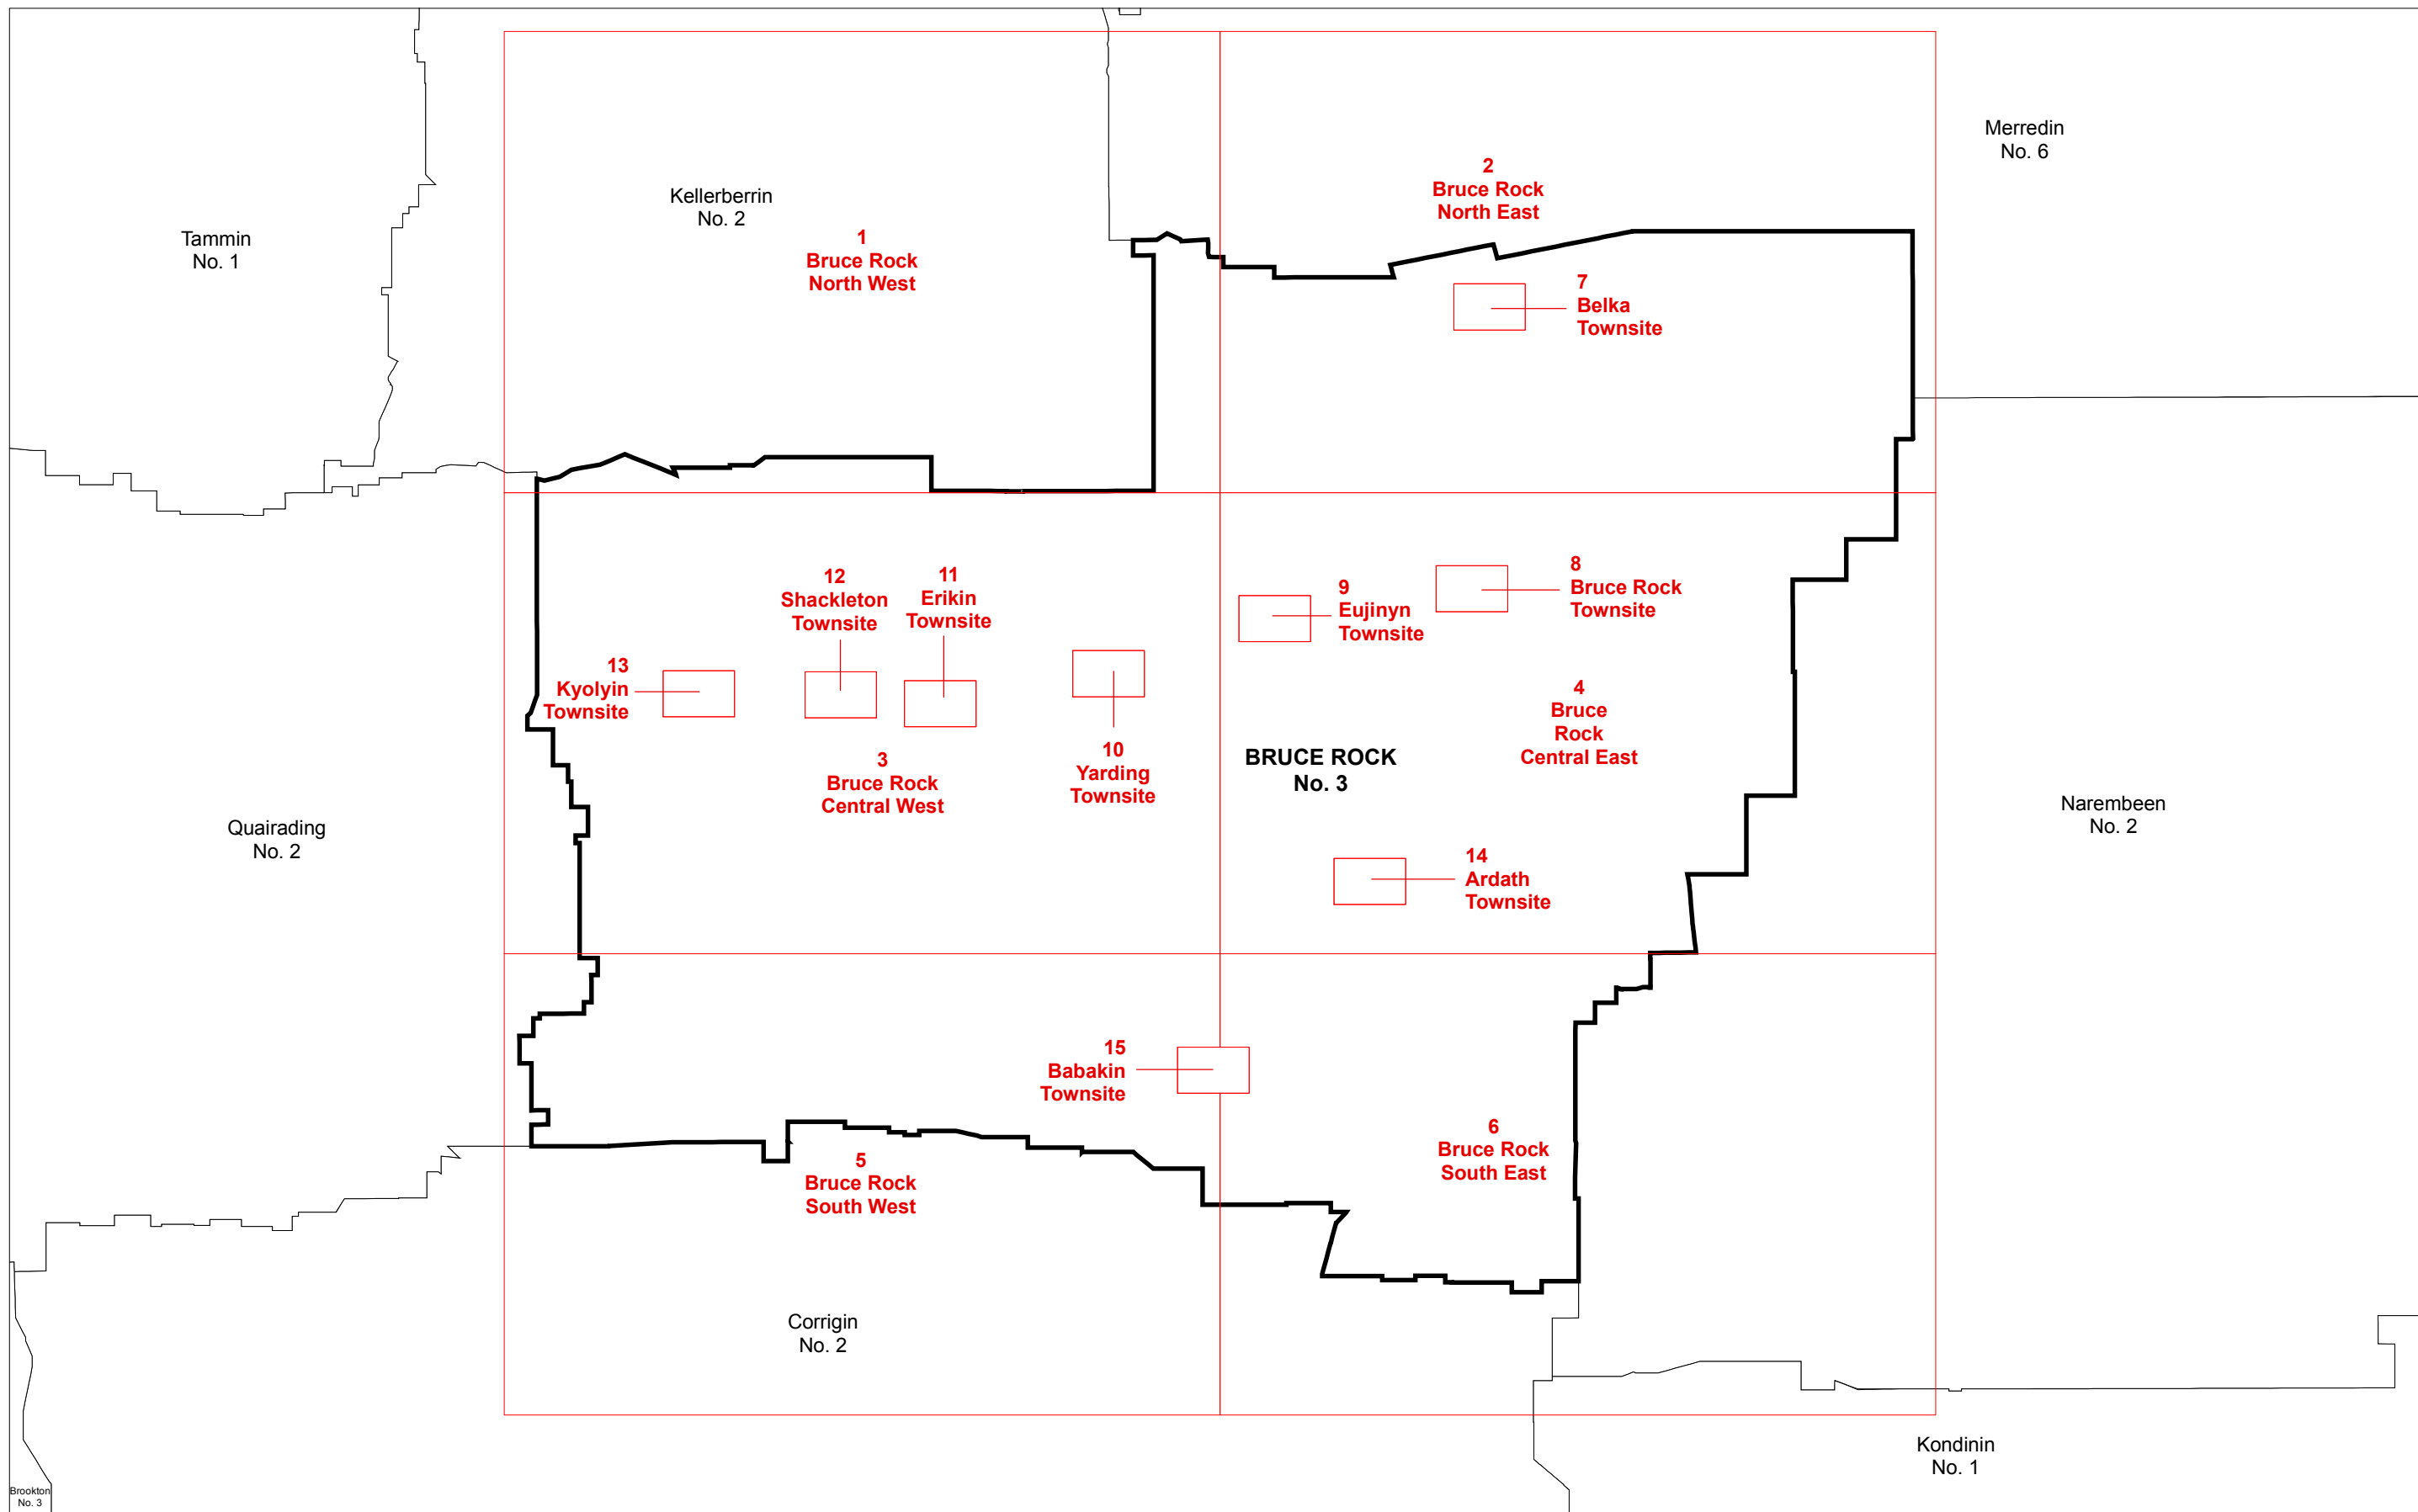 Merredin
No. 6
2
Bruce Rock
North East
Kellerberrin
No. 2
Tammin
No. 1
1
Bruce Rock
North West
7
Belka
Townsite
12
Shackleton
Townsite
11
Erikin
Townsite
9
Eujinyn
Townsite
8
Bruce Rock
Townsite
13
Kyolyin
Townsite
4
Bruce
Rock
Central East
10
Yarding
Townsite
3
Bruce Rock
Central West
BRUCE ROCK
No. 3
Quairading
No. 2
Narembeen
No. 2
14
Ardath
Townsite
15
Babakin
Townsite
6
Bruce Rock
South East
5
Bruce Rock
South West
Corrigin
No. 2
Kondinin
No. 1
Brookton
No. 3